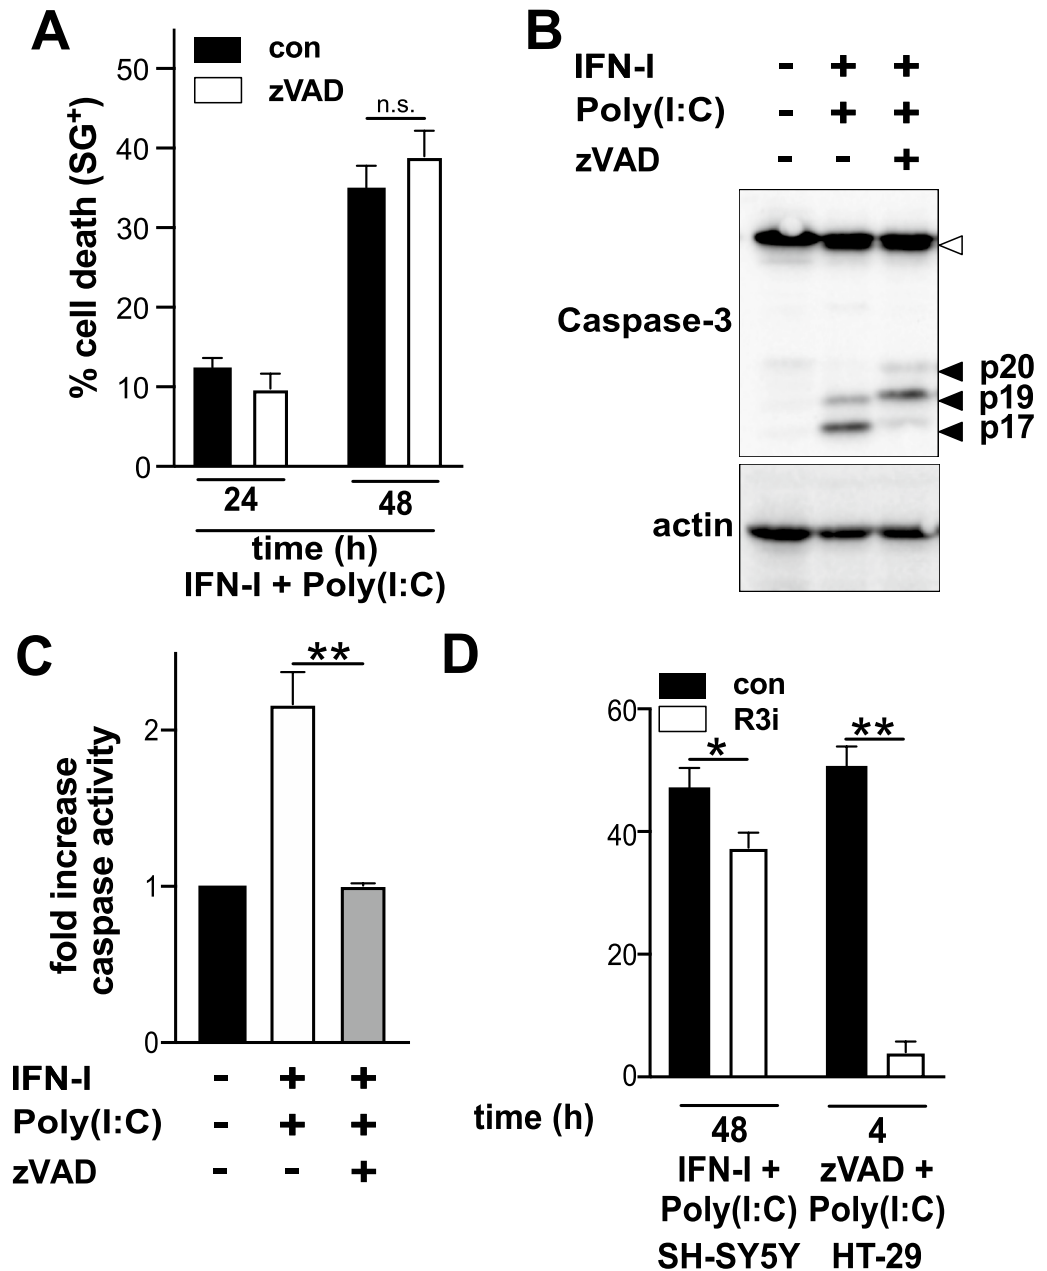 A
con
zVAD
n.s.
% cell death (SG+)
50
40
30
20
10
0
24
48
time (h)
IFN-I + Poly(I:C)
B
IFN-I - + +
Poly(I:C) - + +
zVAD - - +
Caspase-3
p20
p19
p17
actin
C
**
fold increase
caspase activity
2
1
0
IFN-I - + +
Poly(I:C) - + +
zVAD - - +
D
con
R3i
* **
60
40
20
0
time (h)
48 4
IFN-I + zVAD +
Poly(I:C) Poly(I:C)
SH-SY5Y HT-29